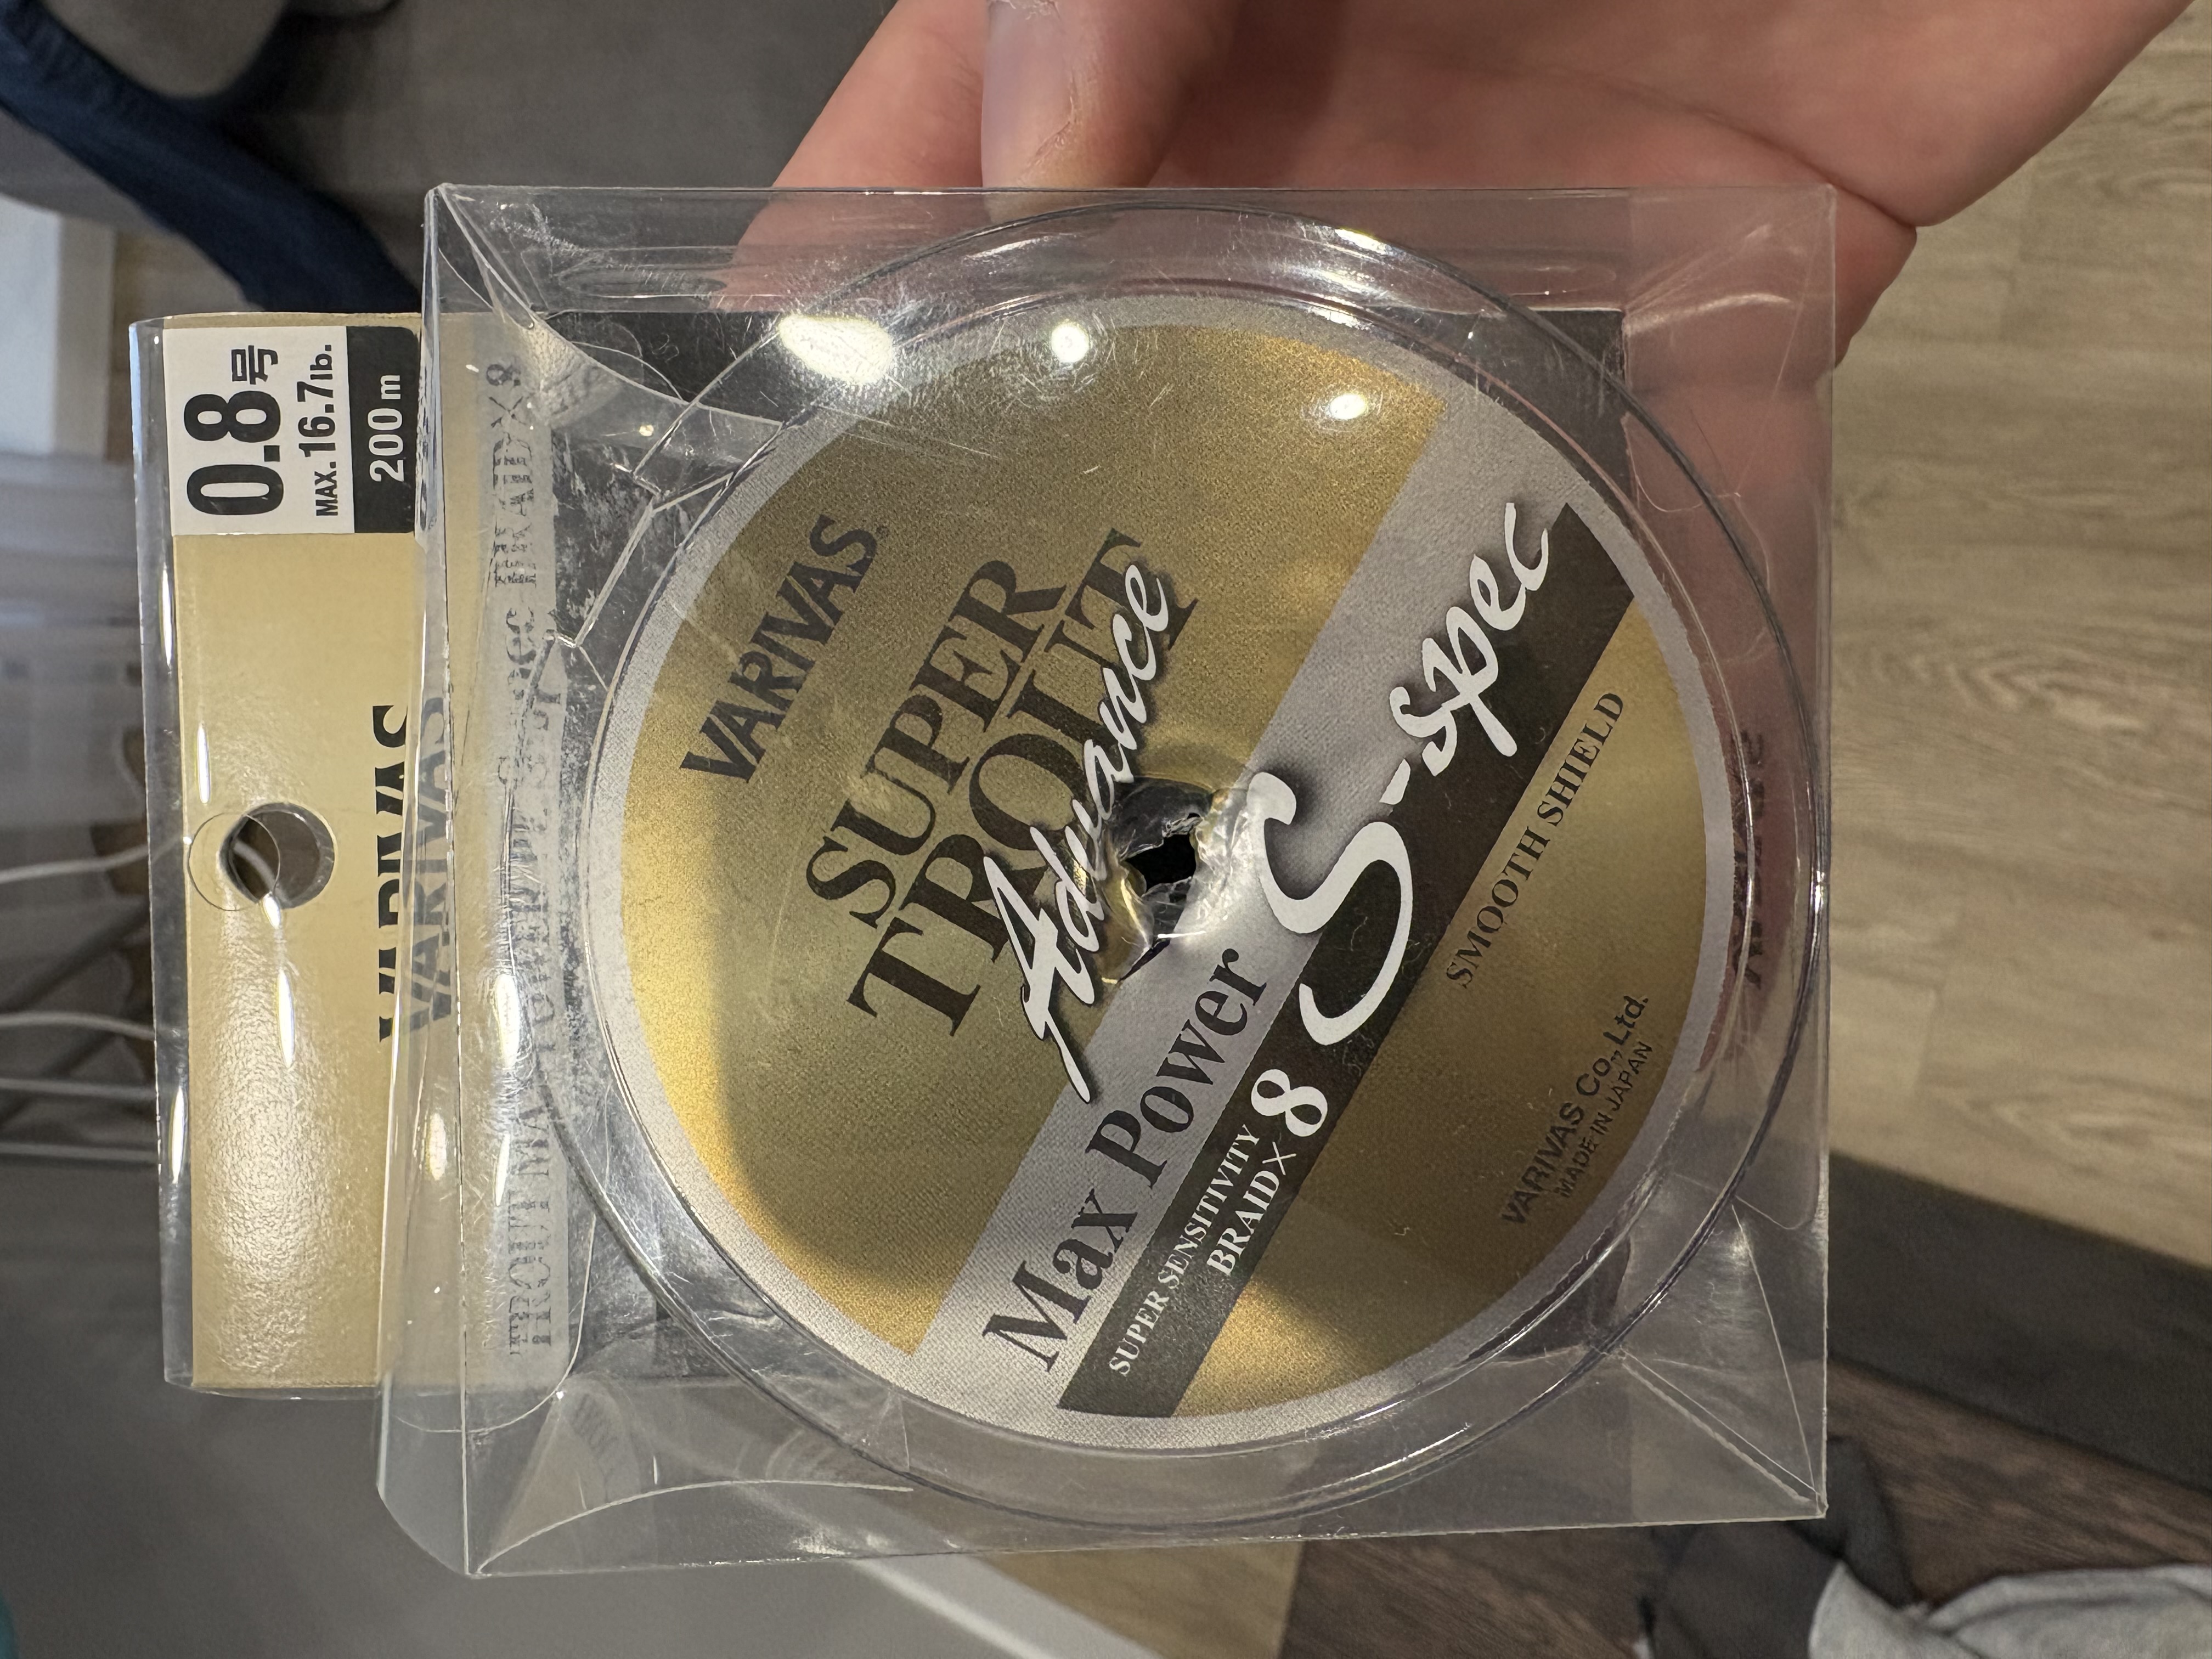 0.8号
MAX.16.7lb.
200m
VARIVAS
VARIVAS
SUPER
TROUT
Advance
Max Power
SUPER SENSITIVITY
BRAID×8
S-spec
SMOOTH SHIELD
VARIVAS Co.,Ltd.
MADE IN JAPAN